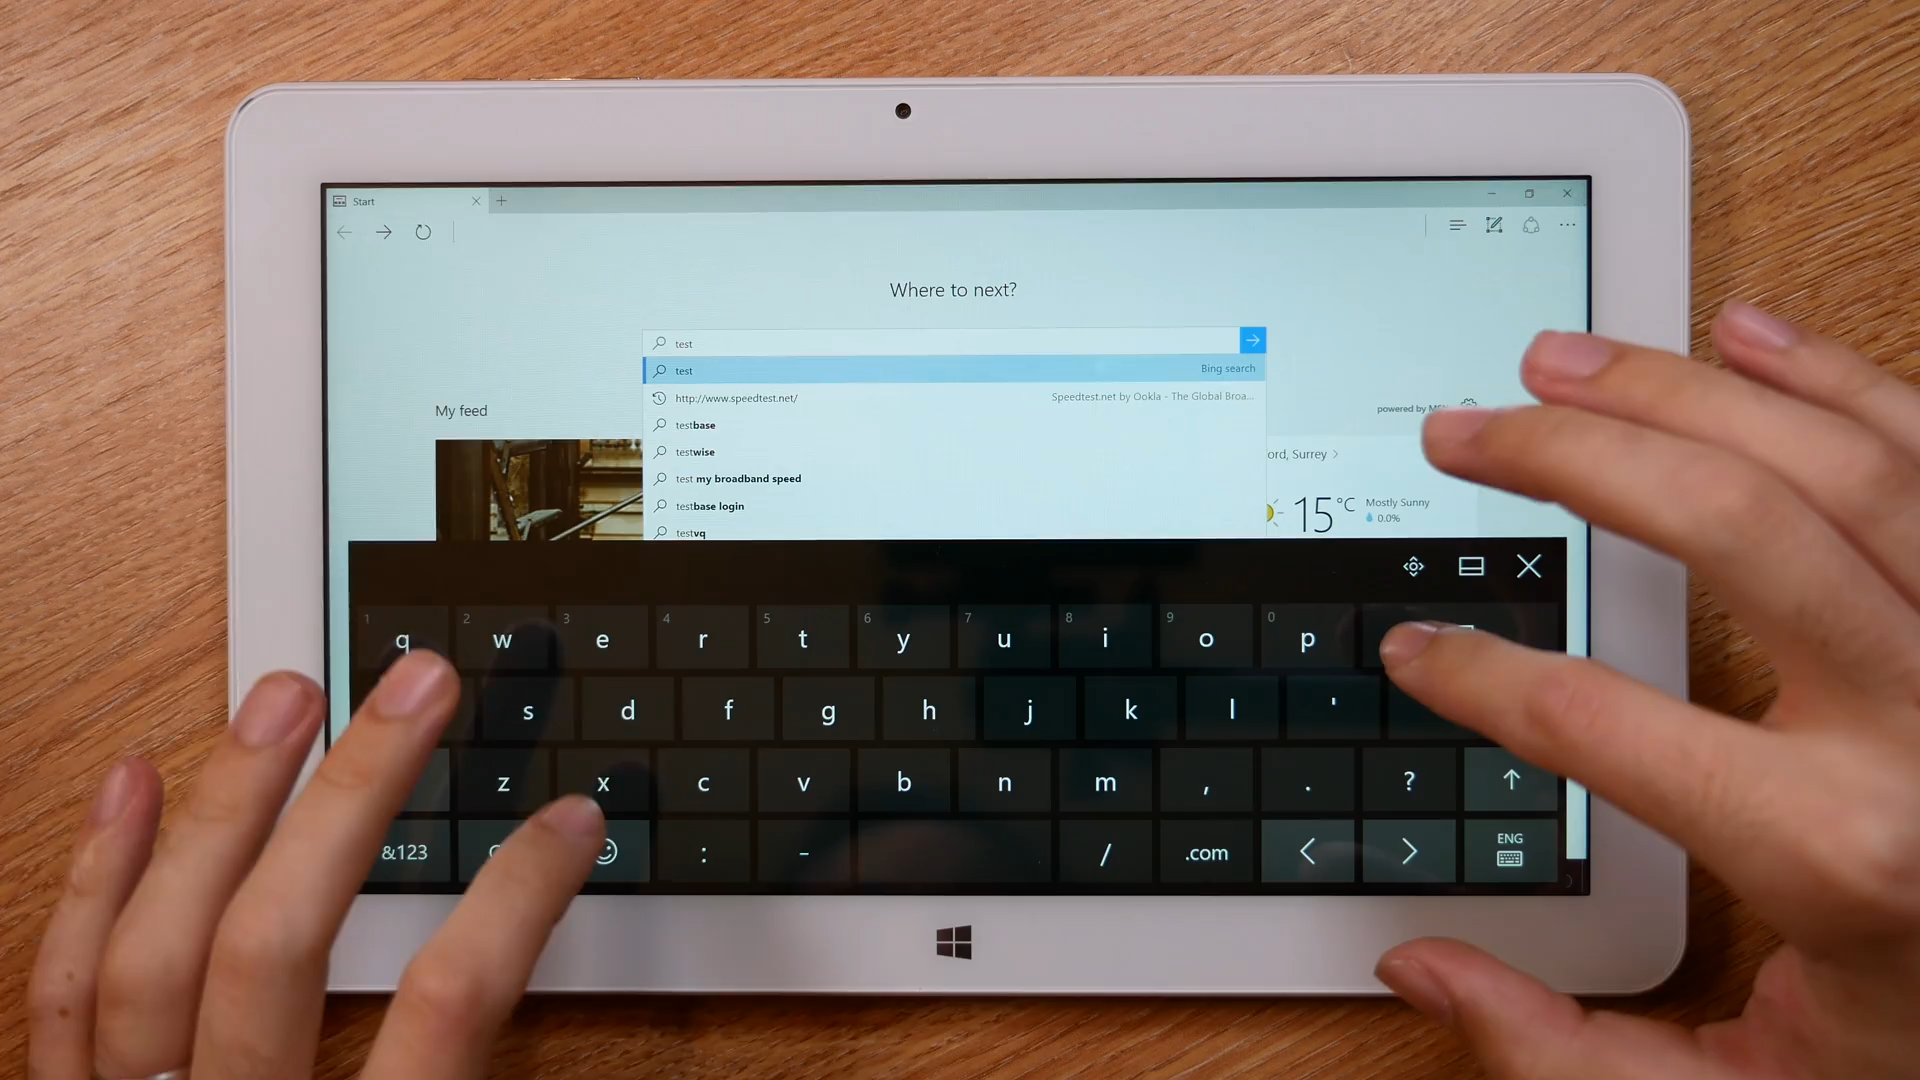 Start
Where to next?
test
test Bing search
http://www.speedtest.net/ Speedtest.net by Ookla - The Global Broa...
My feed
powered by
testbase
testwise
ord, Surrey >
test my broadband speed
testbase login
15°C Mostly Sunny
0.0%
testvq
1 2 3 4 5 6 7 8 9 0
q w e r t y u i o p
s d f g h j k l '
z x c v b n m , . ?
&123 : - / .com < > ENG